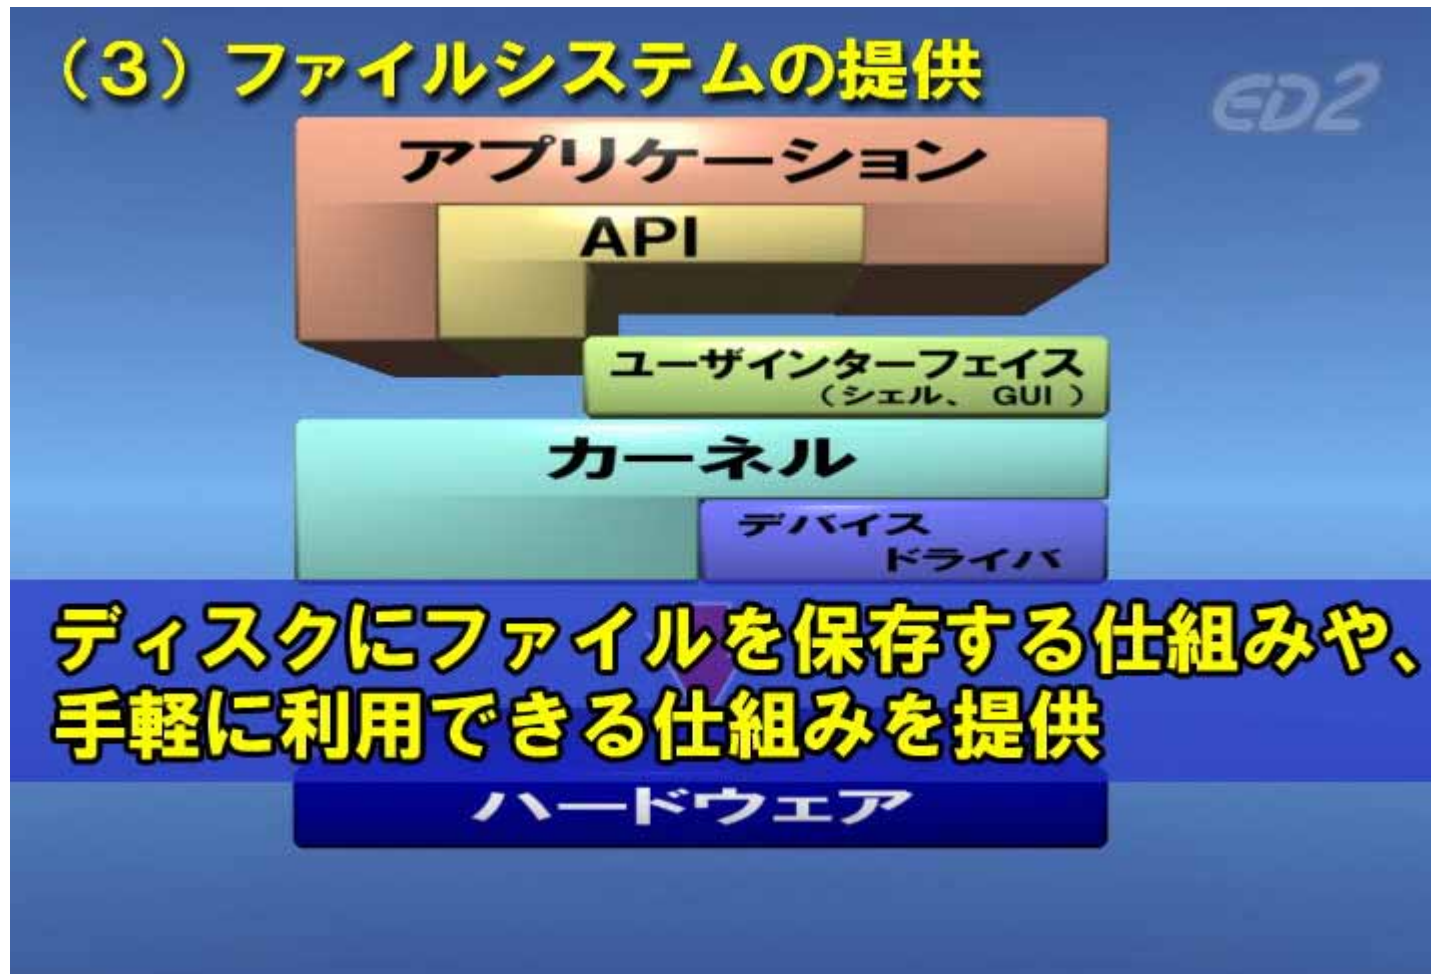 （３）ファイルシステムの提供
ED2
アプリケーション
API
ユーザインターフェイス
（シェル、 GUI ）
カーネル
デバイス
ドライバ
ディスクにファイルを保存する仕組みや、
手軽に利用できる仕組みを提供
ハードウェア